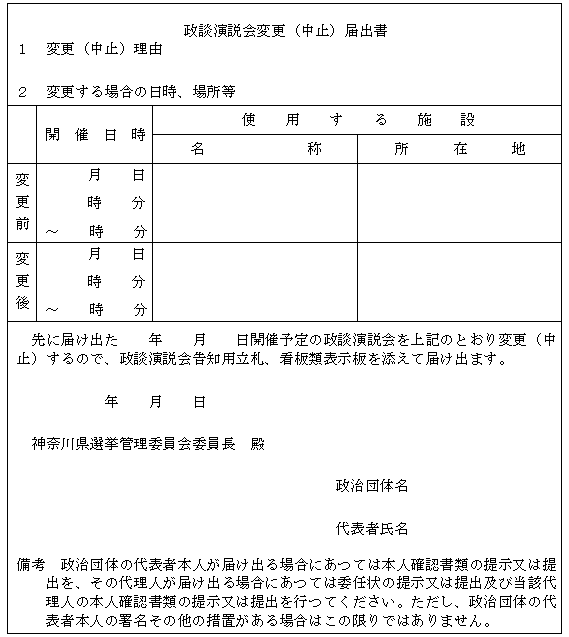 政談演説会変更（中止）届出書
１　変更（中止）理由
２　変更する場合の日時、場所等
開催日時
使用する施設
名称
所在地
変更前
月　日
時　分
～　時　分
変更後
月　日
時　分
～　時　分
先に届け出た　　年　　月　　日開催予定の政談演説会を上記のとおり変更（中
止）するので、政談演説会告知用立札、看板類表示板を添えて届け出ます。
年　　月　　日
神奈川県選挙管理委員会委員長　殿
政治団体名
代表者氏名
備考　政治団体の代表者本人が届け出る場合にあつては本人確認書類の提示又は提
出を、その代理人が届け出る場合にあつては委任状の提示又は提出及び当該代
理人の本人確認書類の提示又は提出を行つてください。ただし、政治団体の代
表者本人の署名その他の措置がある場合はこの限りではありません。